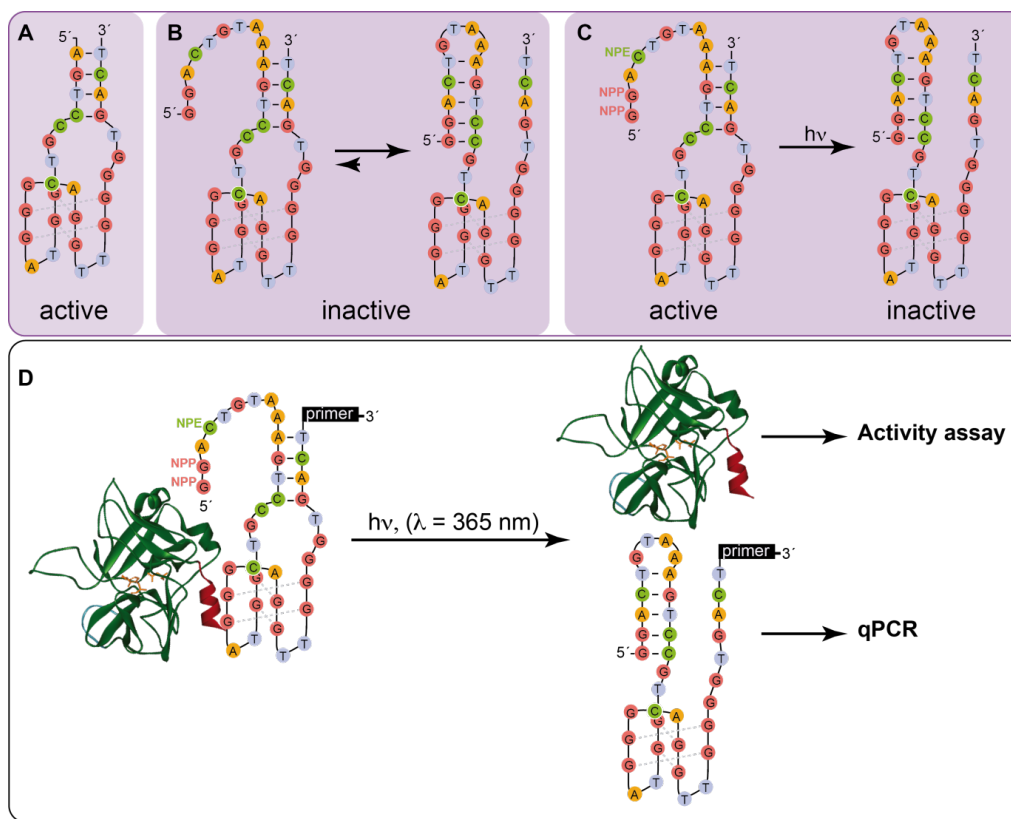 A
5´ A G T C C G T G G T A G G G C A G G T T G G G G T G A C T 3´
active
B
5´ G G A C T G T A A A G T C C G T G G T A G G G C A G G T T G G G G T G A C T 3´
5´ G G A C T G T A A A G T C C G T G G T A G G G C A G G T T G G G G T G A C T 3´
inactive
C
NPE
NPP
NPP
5´ G G A C T G T A A A G T C C G T G G T A G G G C A G G T T G G G G T G A C T 3´
active
hν
5´ G G A C T G T A A A G T C C G T G G T A G G G C A G G T T G G G G T G A C T 3´
inactive
D
NPE
NPP
NPP
5´ G G A C T G T A A A G T C C G T G G T A G G G C A G G T T G G G G T G A C T primer 3´
hν, (λ = 365 nm)
Activity assay
5´ G G A C T G T A A A G T C C G T G G T A G G G C A G G T T G G G G T G A C T primer 3´
qPCR